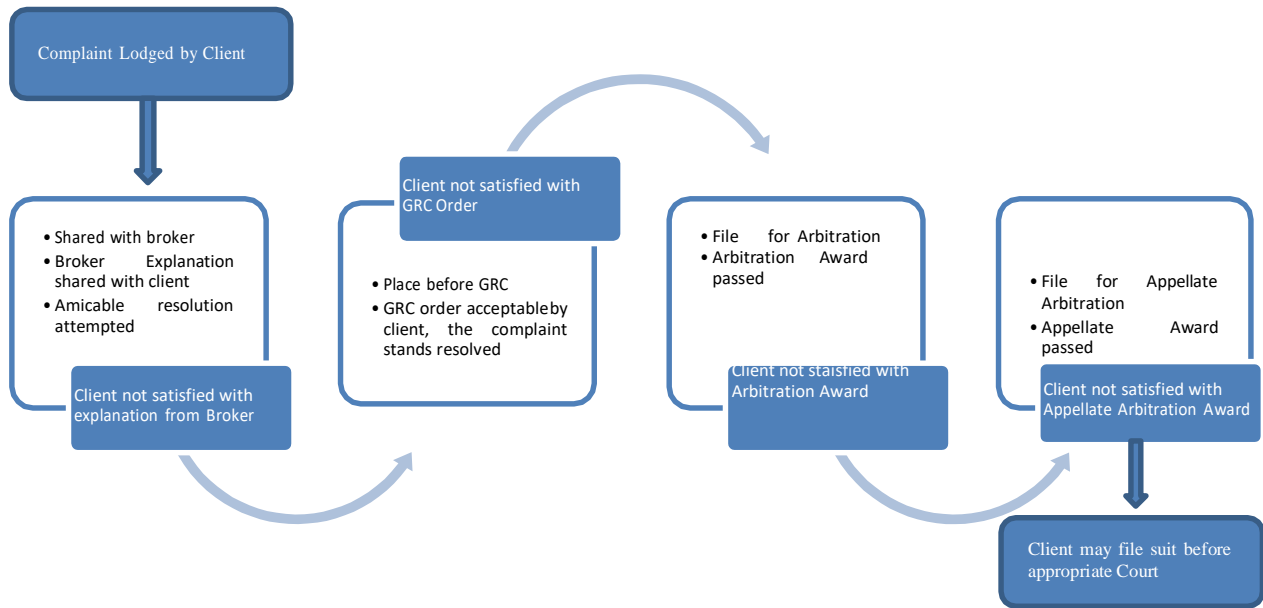 Complaint Lodged by Client
• Shared with broker
• Broker Explanation
shared with client
• Amicable resolution
attempted
Client not satisfied with
explanation from Broker
Client not satisfied with
GRC Order
• Place before GRC
• GRC order acceptableby
client, the complaint
stands resolved
• File for Arbitration
• Arbitration Award
passed
Client not staisfied with
Arbitration Award
• File for Appellate
Arbitration
• Appellate Award
passed
Client not satisfied with
Appellate Arbitration Award
Client may file suit before
appropriate Court